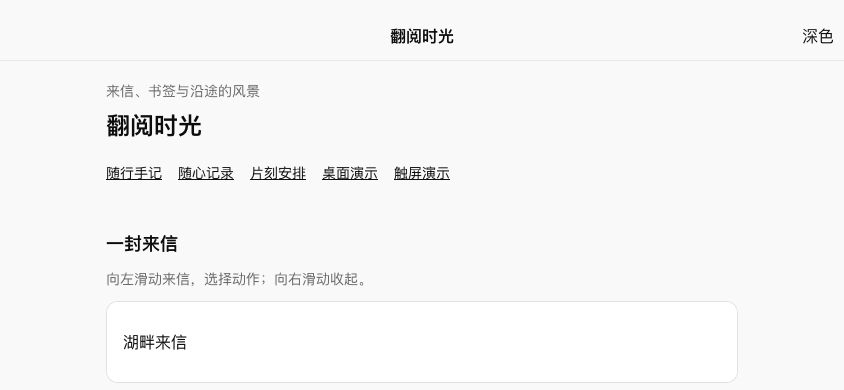 翻阅时光
深色
来信、书签与沿途的风景
翻阅时光
随行手记 随心记录 片刻安排 桌面演示 触屏演示
一封来信
向左滑动来信，选择动作；向右滑动收起。
湖畔来信